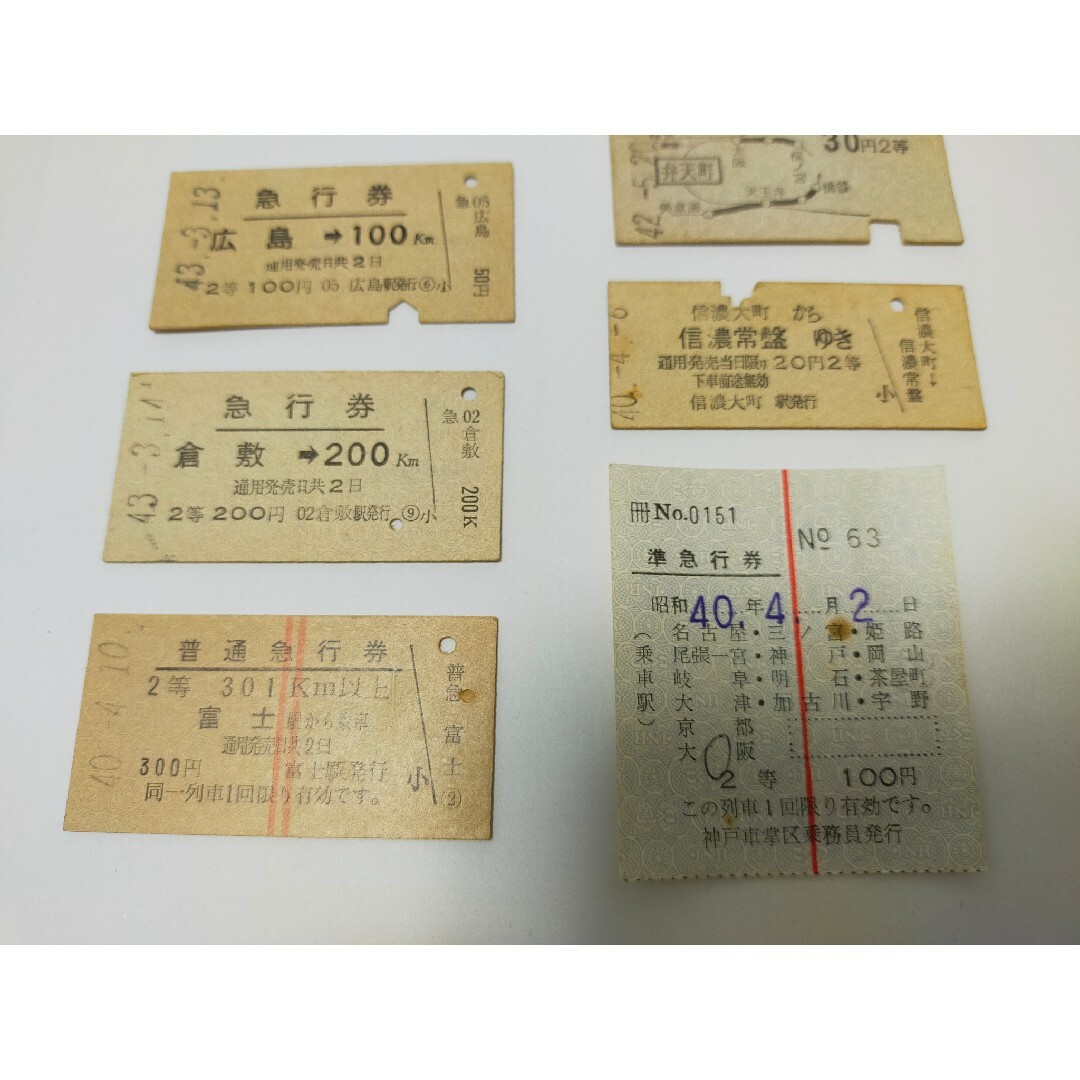 43.-3.13
急行券
広島 ➡ 100 Km
通用発売日共2日
2等 100円 05 広島駅発行 ⑥ 小
急 05 広島 50円
43.-3.14
急行券
倉敷 ➡ 200 Km
通用発売日共2日
2等 200円 02 倉敷駅発行 ⑨ 小
急 02 倉敷 200K
40.-4.10
普通急行券
2等 301Km以上
富士 駅から乗車
通用発売日共2日
300円 富士駅発行
同一列車1回限り有効です。
小
普急 富士 (2)
30円2等
弁天町
天王寺
42.-5.2
40.-4.-6
信濃大町 から
信濃常盤 ゆき
通用発売当日限り 20円2等
下車前途無効
信濃大町 駅発行
小
信濃大町→信濃常盤
冊No.0151
No 63
準急行券
昭和 40.年 4.月 2 日
(乗車駅)
名古屋・三ノ宮・姫路
尾張一宮・神戸・岡山
岐阜・明石・茶屋町
大津・加古川・宇野
京都
大阪
2等 100円
この列車1回限り有効です。
神戸車掌区乗務員発行